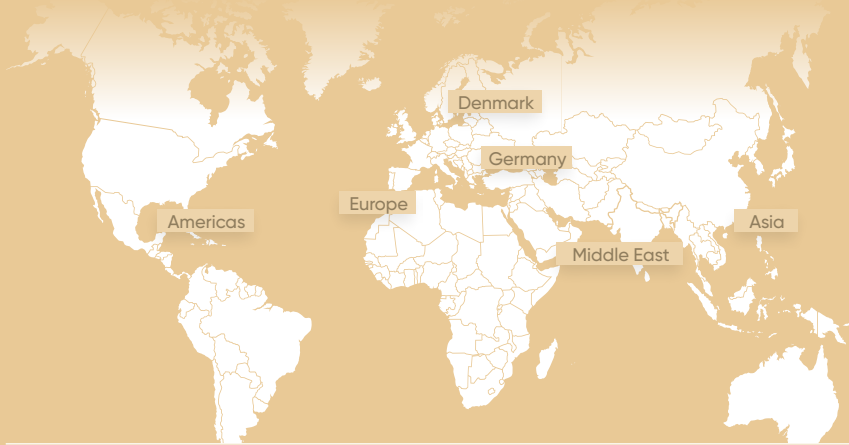 Denmark
Germany
Europe
Americas
Asia
Middle East